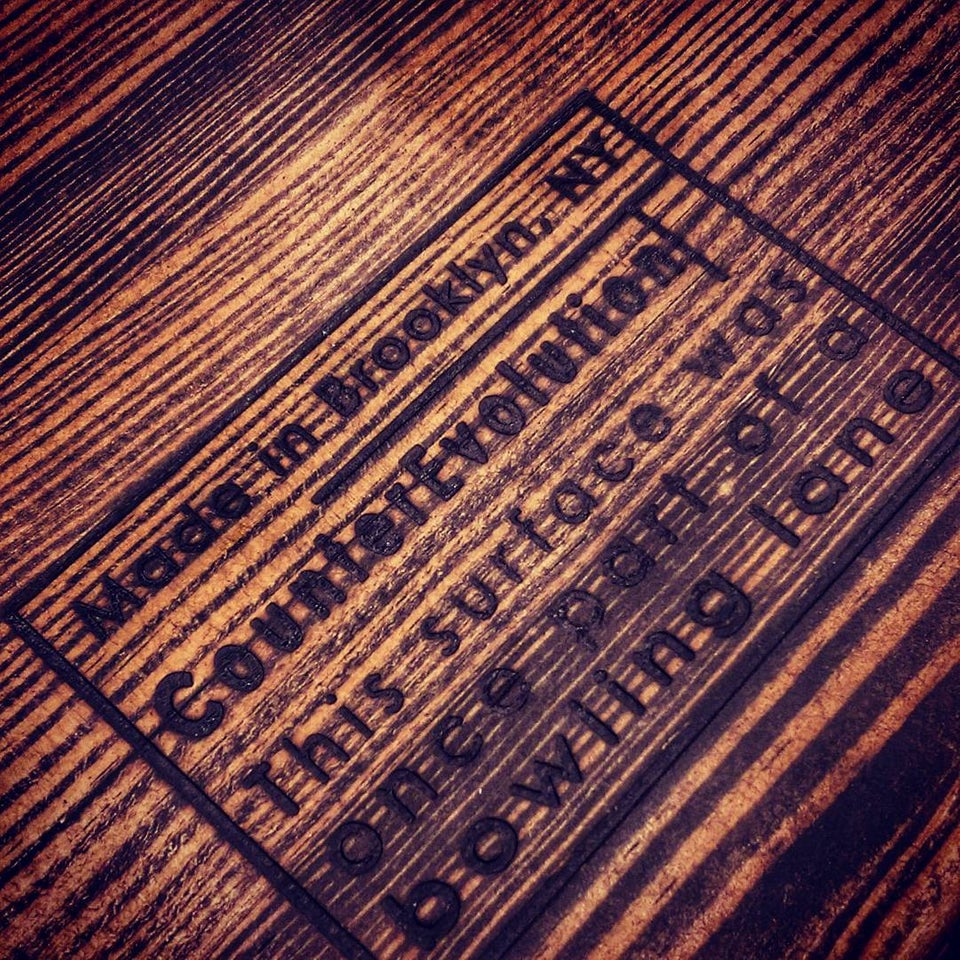 Made in Brooklyn, NY
CounterEvolution
This surface was
once part of a
bowling lane